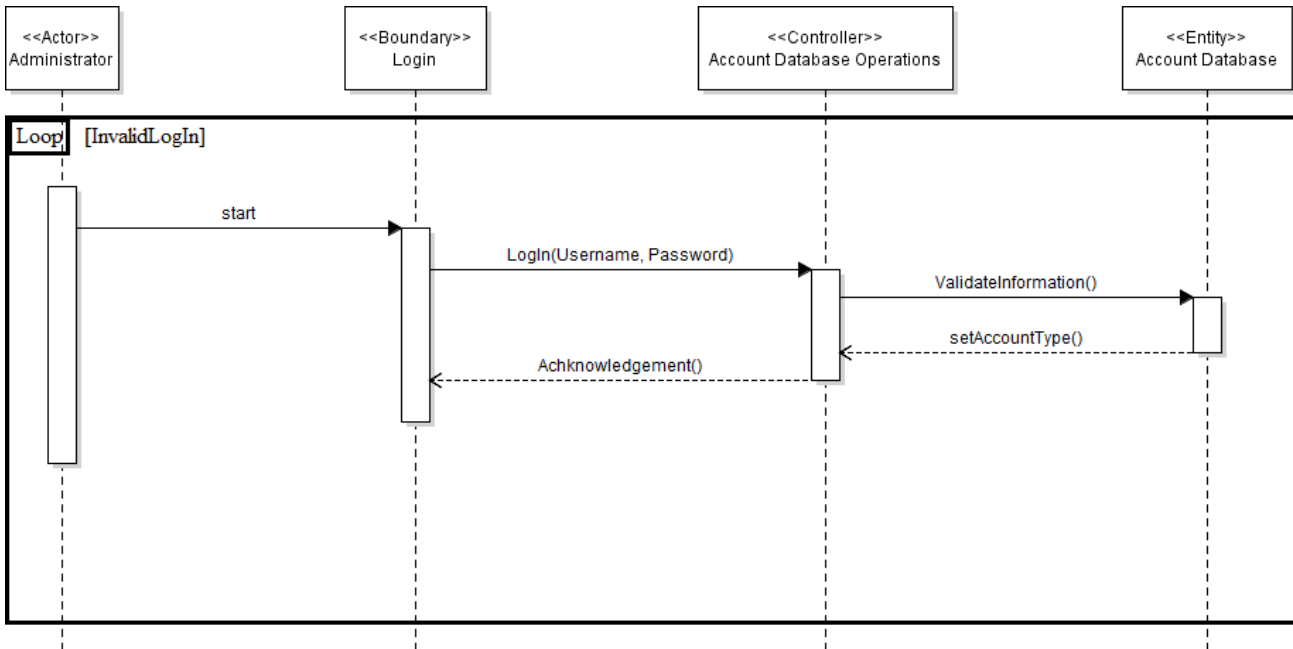 <<Actor>>
Administrator
<<Boundary>>
Login
<<Controller>>
Account Database Operations
<<Entity>>
Account Database
Loop [InvalidLogIn]
start
LogIn(Username, Password)
ValidateInformation()
setAccountType()
Achknowledgement()